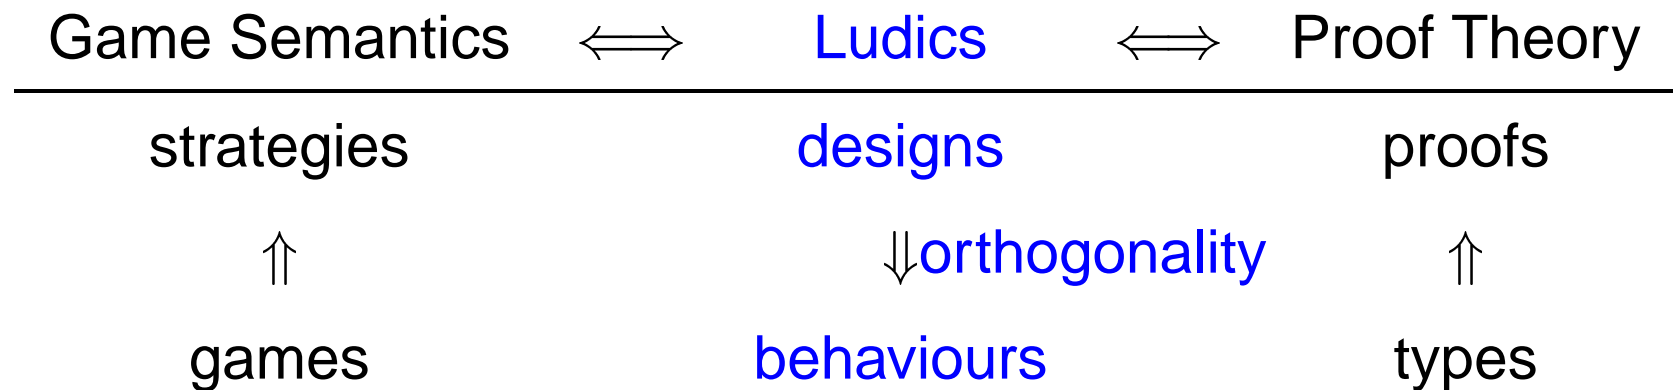 Game Semantics ⟺ Ludics ⟺ Proof Theory
strategies designs proofs
⇑ ⇓orthogonality ⇑
games behaviours types